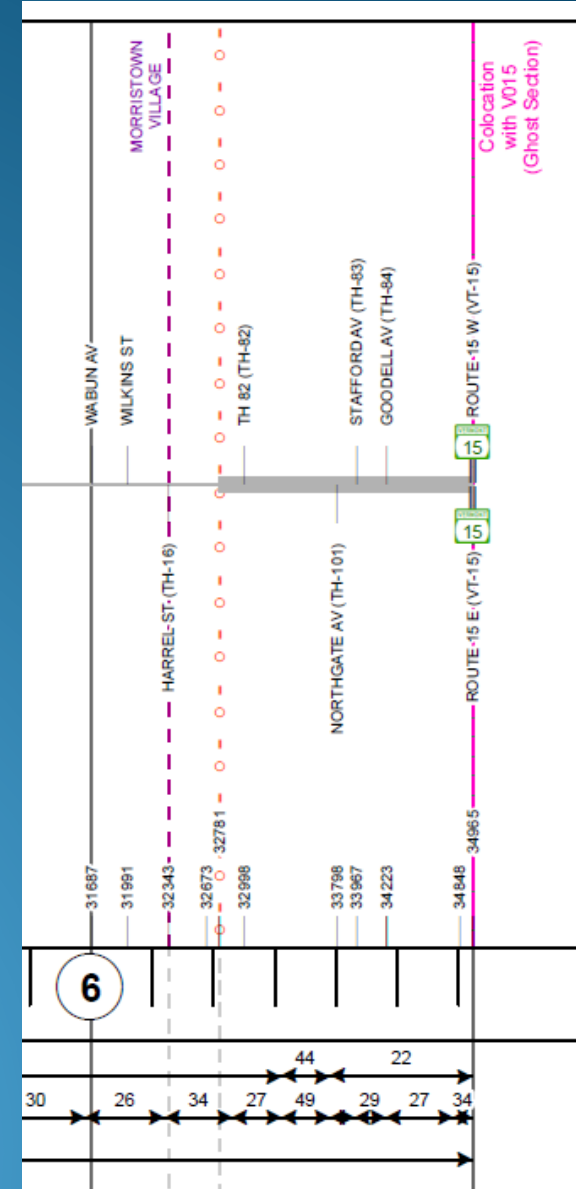 MORRISTOWN
VILLAGE
Colocation
with V015
(Ghost Section)
WABUN AV
WILKINS ST
TH 82 (TH-82)
STAFFORD AV (TH-83)
GOODELL AV (TH-84)
ROUTE-15 W (VT-15)
15
15
HARREL ST (TH-16)
NORTHGATE AV (TH-101)
ROUTE-15 E (VT-15)
31687
31991
32343
32673
32781
32998
33798
33967
34223
34848
34965
6
44
22
30
26
34
27
49
29
27
34